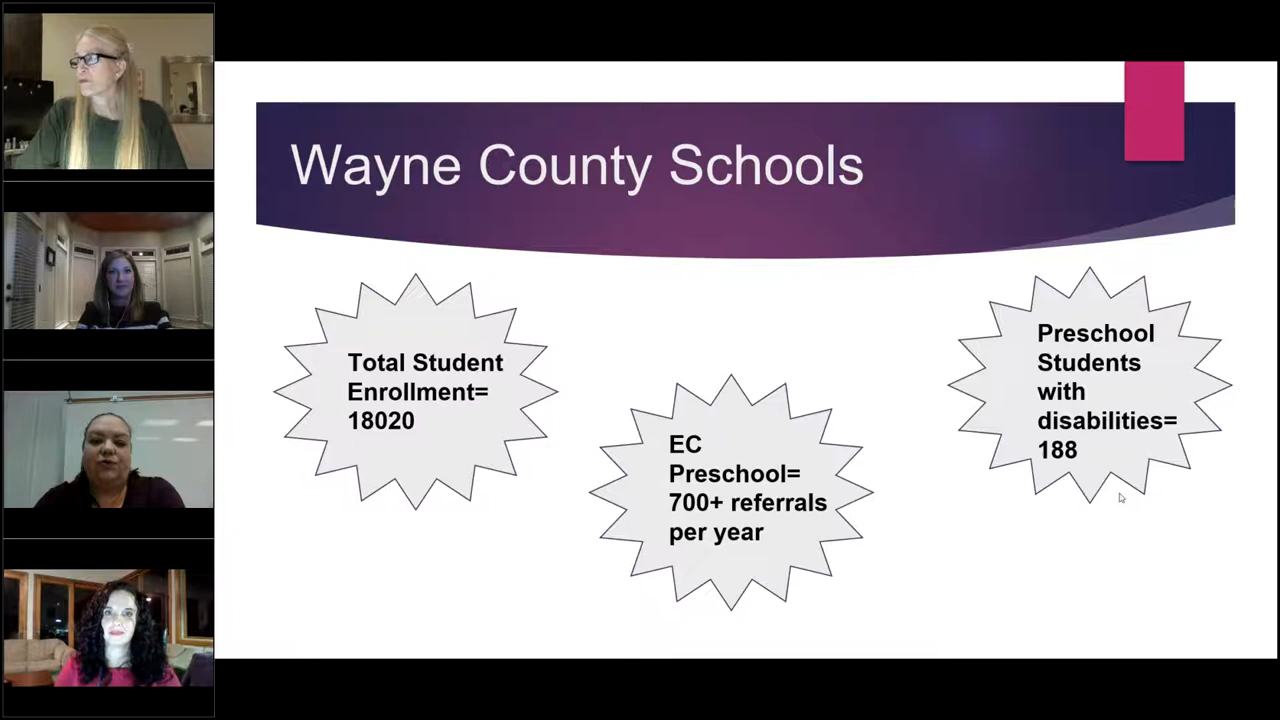 Wayne County Schools
Total Student
Enrollment=
18020
EC
Preschool=
700+ referrals
per year
Preschool
Students
with
disabilities=
188